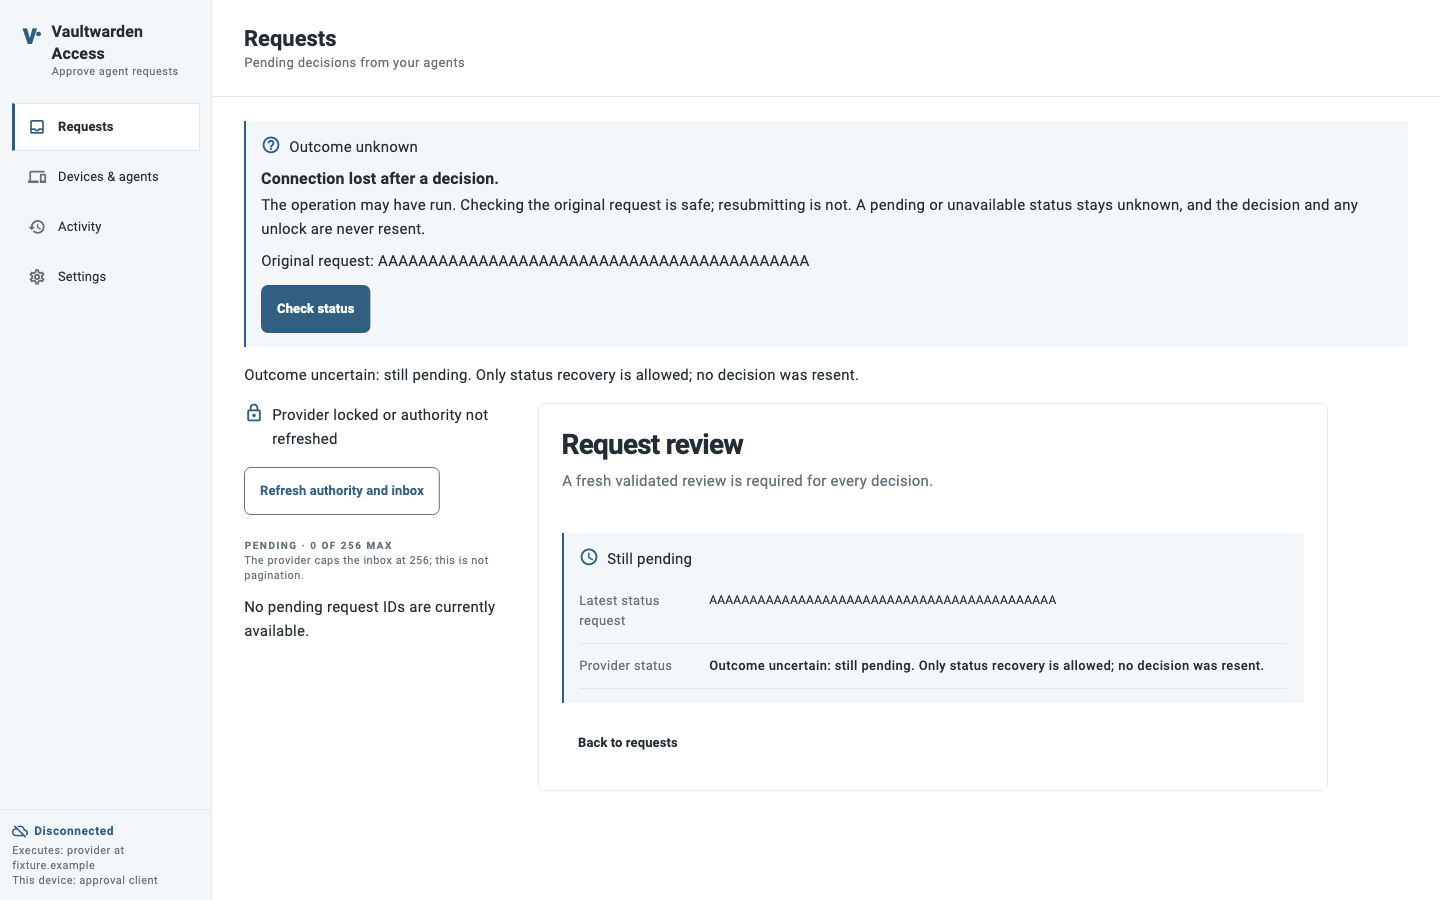 Vaultwarden
Access
Approve agent requests
Requests
Devices & agents
Activity
Settings
Disconnected
Executes: provider at
fixture.example
This device: approval client
Requests
Pending decisions from your agents
Outcome unknown
Connection lost after a decision.
The operation may have run. Checking the original request is safe; resubmitting is not. A pending or unavailable status stays unknown, and the decision and any
unlock are never resent.
Original request: AAAAAAAAAAAAAAAAAAAAAAAAAAAAAAAAAAAAAAAAAAA
Check status
Outcome uncertain: still pending. Only status recovery is allowed; no decision was resent.
Provider locked or authority not
refreshed
Refresh authority and inbox
PENDING · 0 OF 256 MAX
The provider caps the inbox at 256; this is not
pagination.
No pending request IDs are currently
available.
Request review
A fresh validated review is required for every decision.
Still pending
Latest status
request
AAAAAAAAAAAAAAAAAAAAAAAAAAAAAAAAAAAAAAAAAAA
Provider status
Outcome uncertain: still pending. Only status recovery is allowed; no decision was resent.
Back to requests